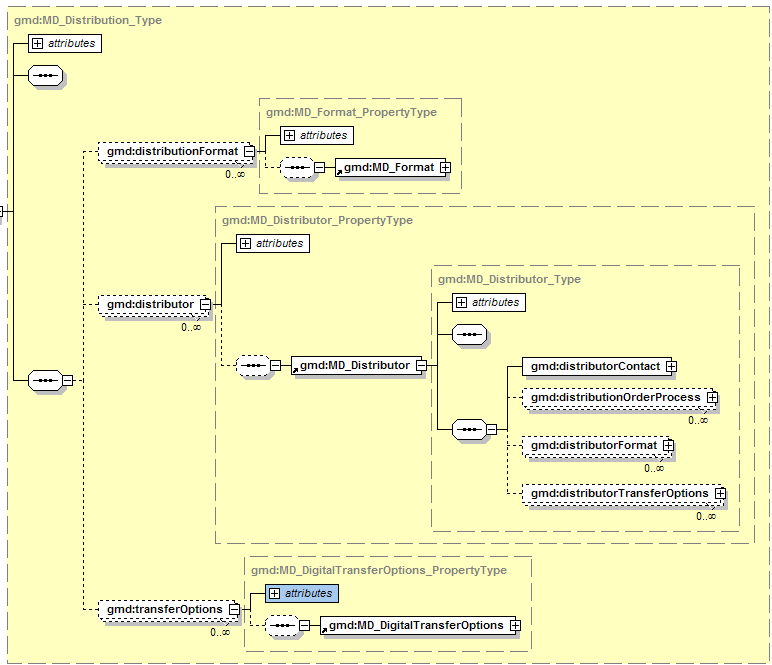 gmd:MD_Distribution_Type
attributes
gmd:MD_Format_PropertyType
attributes
gmd:distributionFormat
0..∞
gmd:MD_Format
gmd:MD_Distributor_PropertyType
attributes
gmd:MD_Distributor_Type
attributes
gmd:distributor
0..∞
gmd:MD_Distributor
gmd:distributorContact
gmd:distributionOrderProcess
0..∞
gmd:distributorFormat
0..∞
gmd:distributorTransferOptions
0..∞
gmd:MD_DigitalTransferOptions_PropertyType
attributes
gmd:transferOptions
0..∞
gmd:MD_DigitalTransferOptions